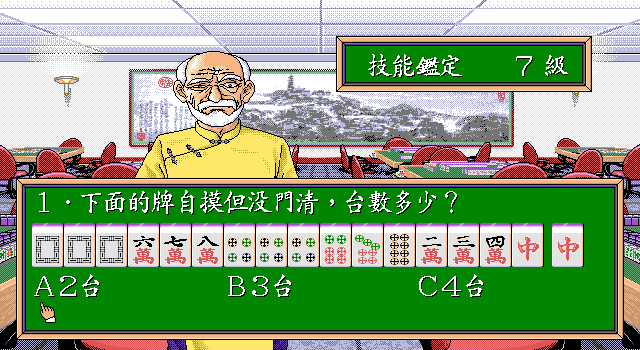 技能鑑定 7級
1·下面的牌自摸但没門清,台數多少?
六萬 七萬 八萬 二萬 三萬 四萬 中 中
A2台 B3台 C4台